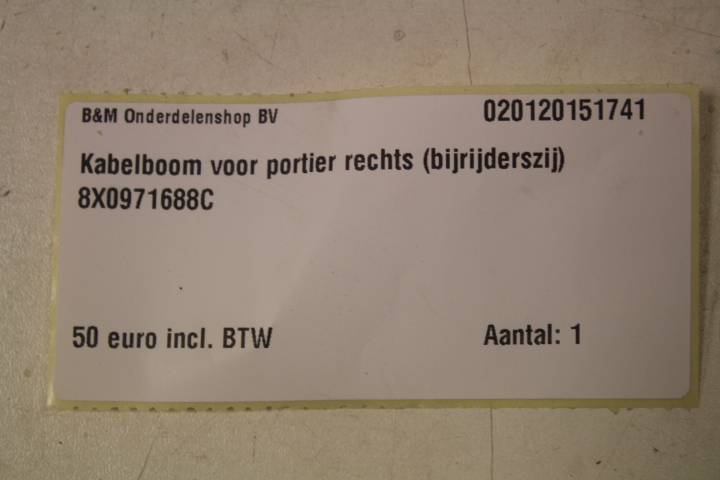 B&M Onderdelenshop BV 020120151741
Kabelboom voor portier rechts (bijrijderszij)
8X0971688C
50 euro incl. BTW Aantal: 1